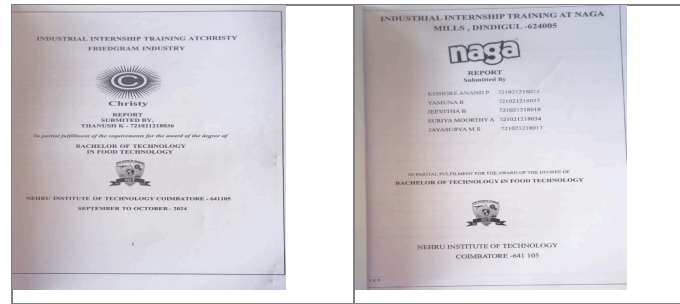 INDUSTRIAL INTERNSHIP TRAINING ATCHRISTY
FRIEDGRAM INDUSTRY
C
Christy
REPORT
SUBMITED BY,
THANUSH K - 721021218036
In partial fulfillment of the requirements for the award of the degree of
BACHELOR OF TECHNOLOGY
IN FOOD TECHNOLOGY
NEHRU INSTITUTE OF TECHNOLOGY COIMBATORE - 641105
SEPTEMBER TO OCTOBER- 2024
INDUSTRIAL INTERNSHIP TRAINING AT NAGA
MILLS , DINDIGUL -624005
naga
REPORT
Submitted By
KISHORE ANAND P
YAMUNA R 721021218037
JEEVITHA B 721021218018
SURIYA MOORTHY A 721021218034
JAYASURYA M S 721021218017
IN PARTIAL FULFILMENT FOR THE AWARD OF THE DEGREE OF
BACHELOR OF TECHNOLOGY IN FOOD TECHNOLOGY
NEHRU INSTITUTE OF TECHNOLOGY
COIMBATORE -641 105